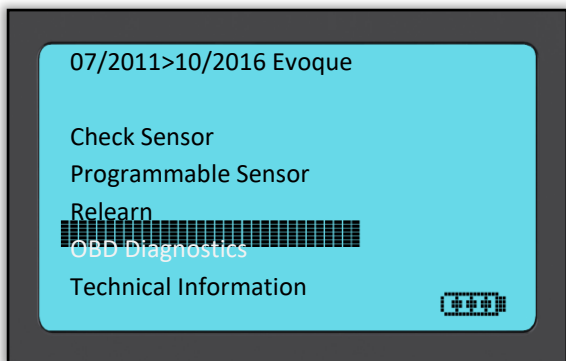 07/2011>10/2016 Evoque
Check Sensor
Programmable Sensor
Relearn
OBD Diagnostics
Technical Information